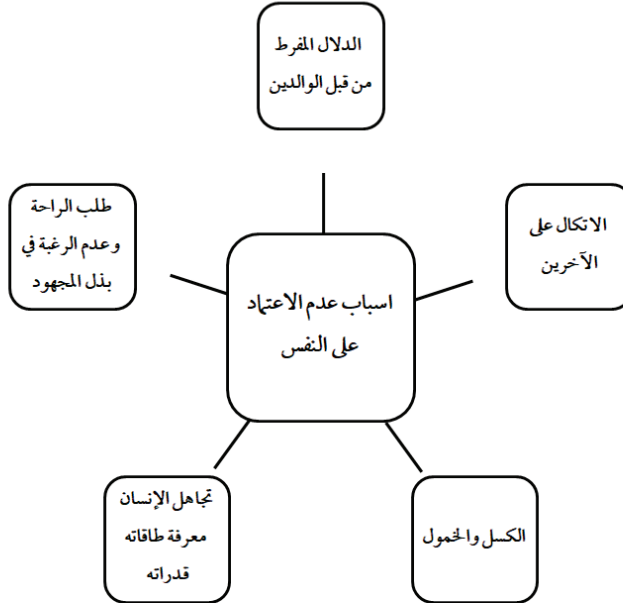 الدلال المفرط
من قبل الوالدين
الاتكال على
الآخرين
طلب الراحة
وعدم الرغبة في
بذل المجهود
اسباب عدم الاعتماد
على النفس
الكسل والخمول
تجاهل الإنسان
معرفة طاقاته
قدراته